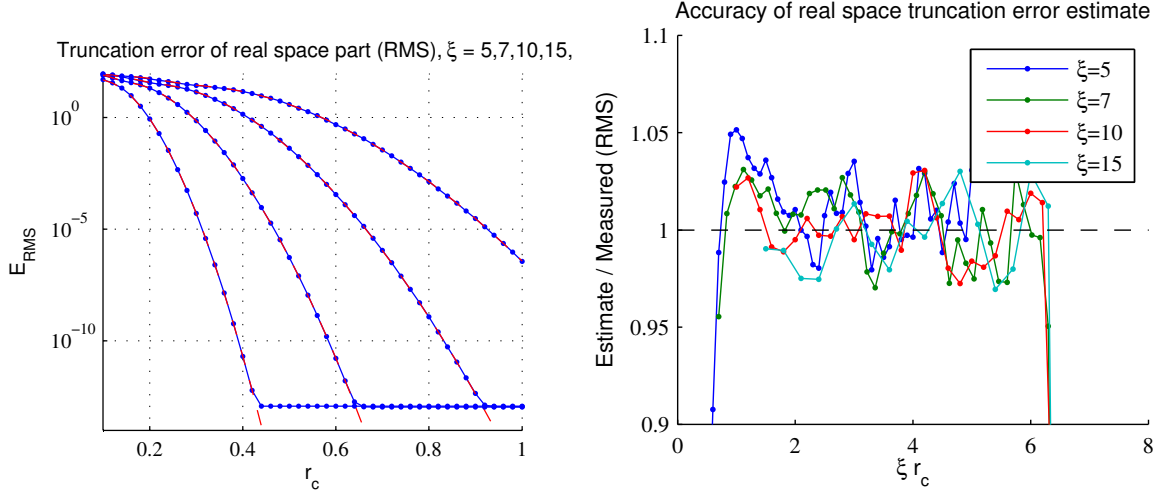 Truncation error of real space part (RMS), ξ = 5,7,10,15,
10^0
10^−5
10^−10
E_RMS
0.2 0.4 0.6 0.8 1
r_c
Accuracy of real space truncation error estimate
1.1
1.05
1
0.95
0.9
Estimate / Measured (RMS)
0 2 4 6 8
ξ r_c
ξ=5
ξ=7
ξ=10
ξ=15